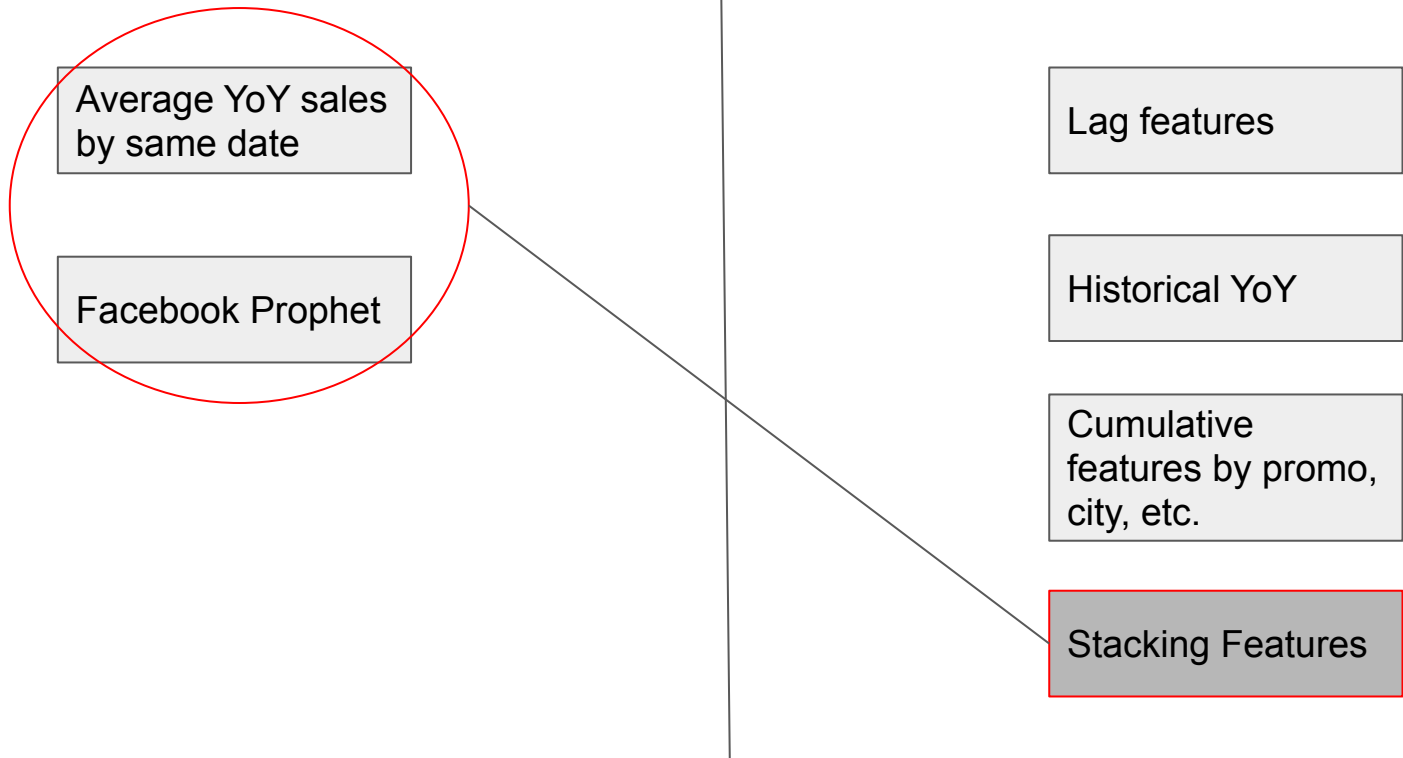 Average YoY sales
by same date
Facebook Prophet
Lag features
Historical YoY
Cumulative
features by promo,
city, etc.
Stacking Features